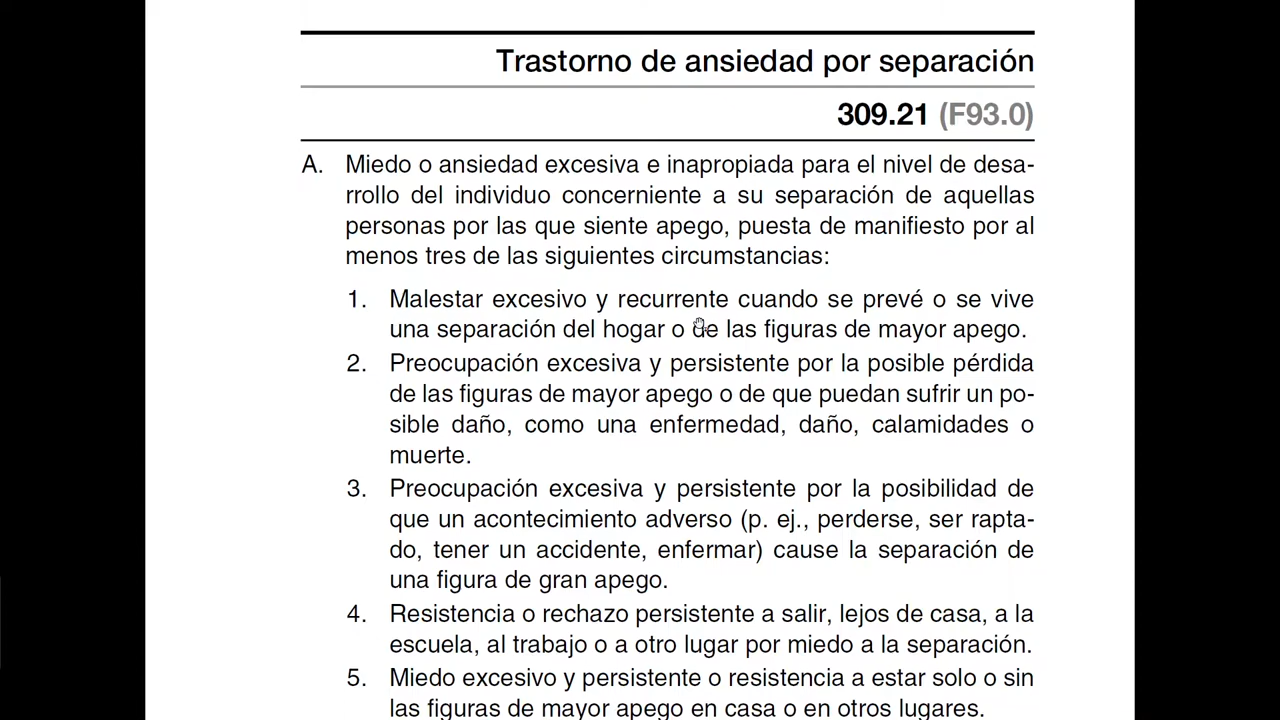 Trastorno de ansiedad por separación
309.21 (F93.0)
A. Miedo o ansiedad excesiva e inapropiada para el nivel de desa-
rrollo del individuo concerniente a su separación de aquellas
personas por las que siente apego, puesta de manifiesto por al
menos tres de las siguientes circumstancias:
1. Malestar excesivo y recurrente cuando se prevé o se vive
una separación del hogar o de las figuras de mayor apego.
2. Preocupación excesiva y persistente por la posible pérdida
de las figuras de mayor apego o de que puedan sufrir un po-
sible daño, como una enfermedad, daño, calamidades o
muerte.
3. Preocupación excesiva y persistente por la posibilidad de
que un acontecimiento adverso (p. ej., perderse, ser rapta-
do, tener un accidente, enfermar) cause la separación de
una figura de gran apego.
4. Resistencia o rechazo persistente a salir, lejos de casa, a la
escuela, al trabajo o a otro lugar por miedo a la separación.
5. Miedo excesivo y persistente o resistencia a estar solo o sin
las figuras de mayor apego en casa o en otros lugares.